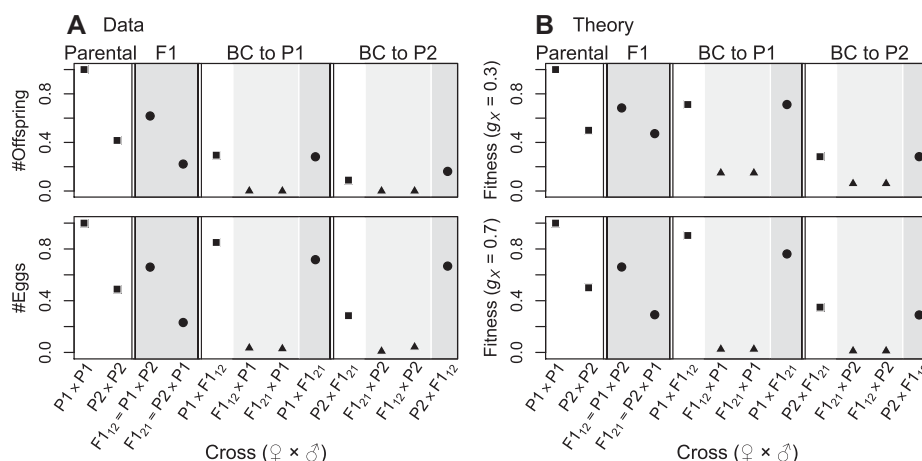 A Data
Parental F1 BC to P1 BC to P2
#Offspring
0.8
0.4
0.0
#Eggs
0.8
0.4
0.0
P1 x P1
P2 x P2
F1₁₂ = P1 x P2
F1₂₁ = P2 x P1
P1 x F1₁₂
F1₁₂ x P1
F1₂₁ x P1
P1 x F1₂₁
P2 x F1₂₁
F1₂₁ x P2
F1₁₂ x P2
P2 x F1₁₂
Cross (♀ × ♂)
B Theory
Parental F1 BC to P1 BC to P2
Fitness (gX = 0.3)
0.8
0.4
0.0
Fitness (gX = 0.7)
0.8
0.4
0.0
P1 x P1
P2 x P2
F1₁₂ = P1 x P2
F1₂₁ = P2 x P1
P1 x F1₁₂
F1₁₂ x P1
F1₂₁ x P1
P1 x F1₂₁
P2 x F1₂₁
F1₂₁ x P2
F1₁₂ x P2
P2 x F1₁₂
Cross (♀ × ♂)